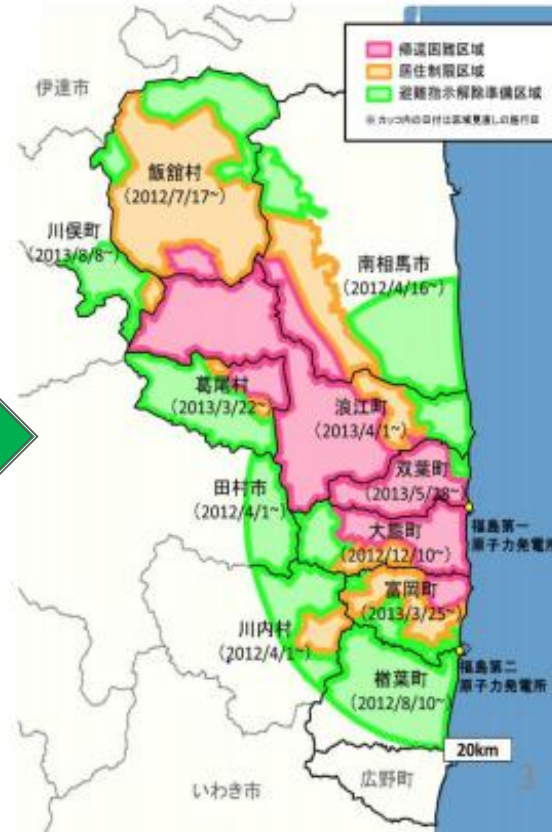 帰還困難区域
居住制限区域
避難指示解除準備区域
※ カッコ内の日付は区域見直しの施行日
伊達市
飯舘村
(2012/7/17~)
川俣町
(2013/8/8~)
南相馬市
(2012/4/16~)
葛尾村
(2013/3/22~)
浪江町
(2013/4/1~)
双葉町
(2013/5/28~)
田村市
(2012/4/1~)
福島第一
原子力発電所
大熊町
(2012/12/10~)
富岡町
(2013/3/25~)
川内村
(2012/4/1~)
福島第二
原子力発電所
楢葉町
(2012/8/10~)
20km
広野町
いわき市
3